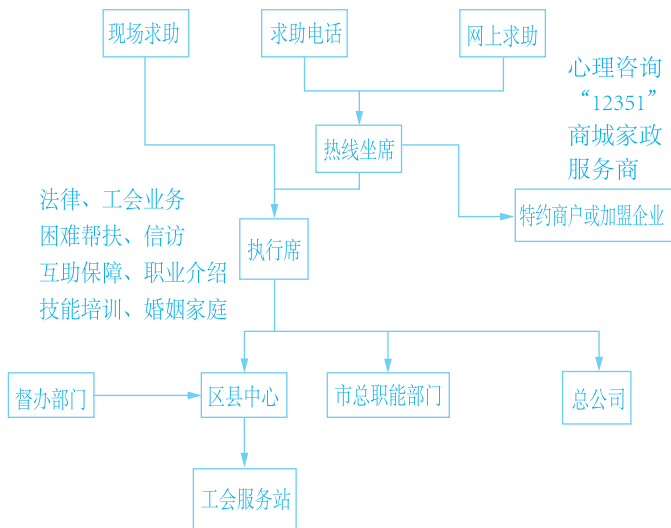 现场求助
求助电话
网上求助
心理咨询
“12351”
商城家政
服务商
热线坐席
特约商户或加盟企业
法律、工会业务
困难帮扶、信访
互助保障、职业介绍
技能培训、婚姻家庭
执行席
督办部门
区县中心
市总职能部门
总公司
工会服务站